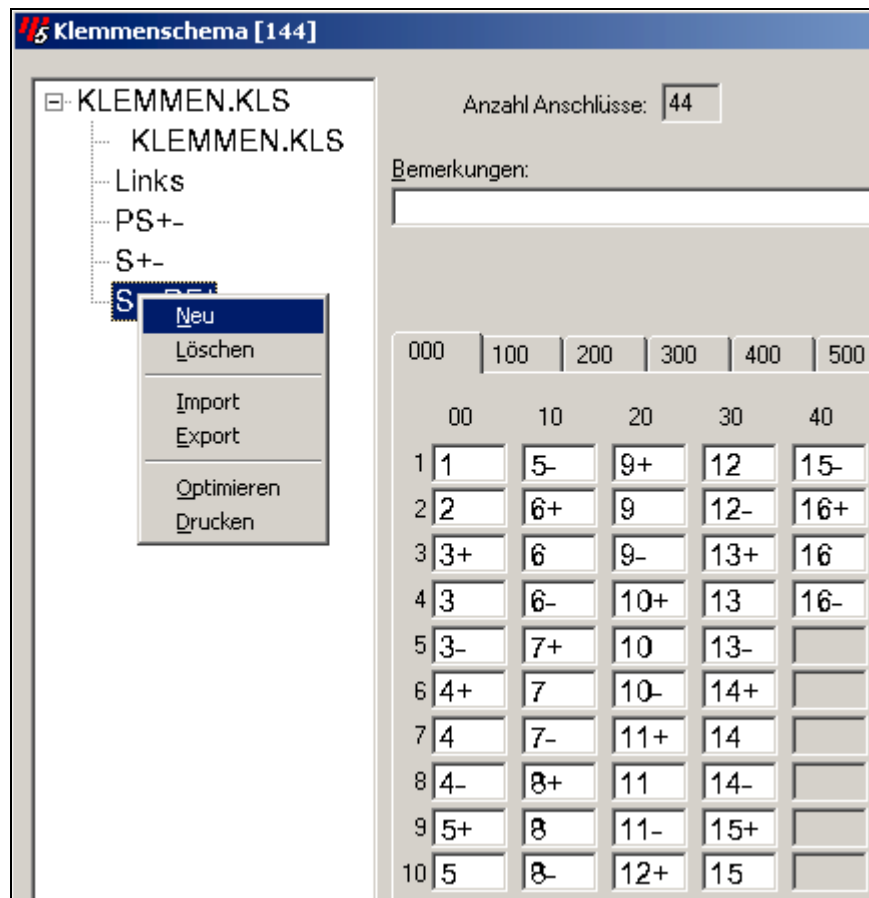 Klemmenschema [144]
KLEMMEN.KLS
KLEMMEN.KLS
Links
PS+-
S+-
Neu
Löschen
Import
Export
Optimieren
Drucken
Anzahl Anschlüsse: 44
Bemerkungen:
000 100 200 300 400 500
00 10 20 30 40
1 1 5- 9+ 12 15-
2 2 6+ 9 12- 16+
3 3+ 6 9- 13+ 16
4 3 6- 10+ 13 16-
5 3- 7+ 10 13-
6 4+ 7 10- 14+
7 4 7- 11+ 14
8 4- 8+ 11 14-
9 5+ 8 11- 15+
10 5 8- 12+ 15